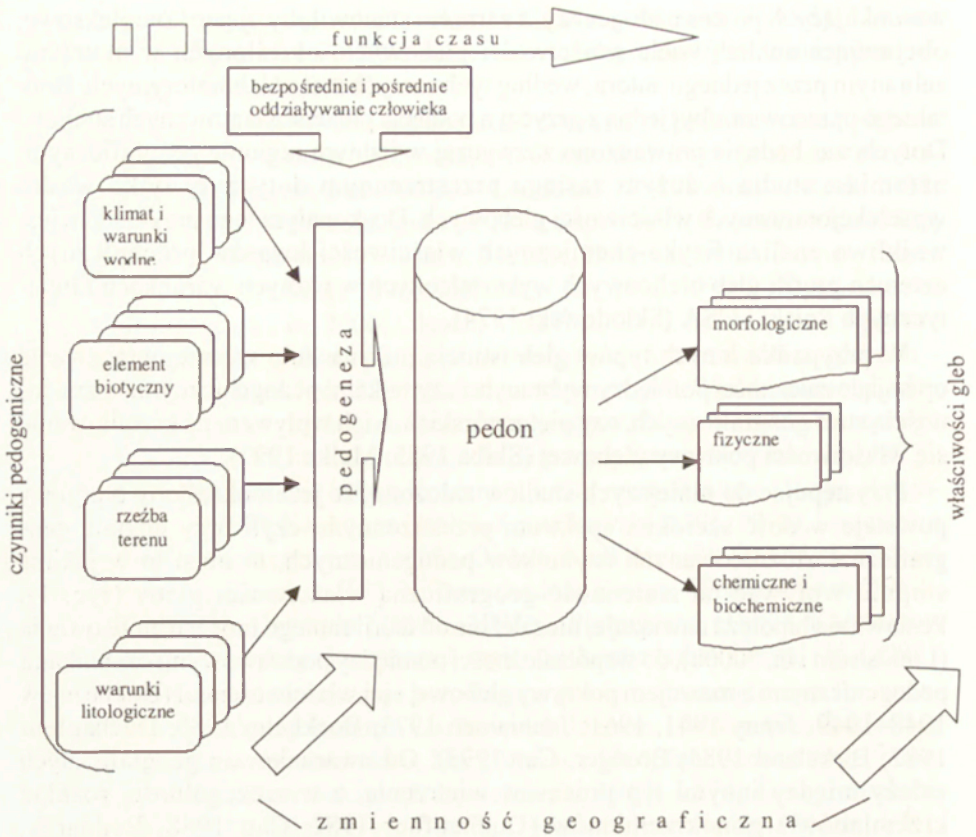 funkcja czasu
bezpośrednie i pośrednie
oddziaływanie człowieka
czynniki pedogeniczne
klimat i
warunki
wodne
element
biotyczny
rzeźba
terenu
warunki
litologiczne
pedogeneza
pedon
morfologiczne
fizyczne
chemiczne i
biochemiczne
właściwości gleb
zmienność geograficzna